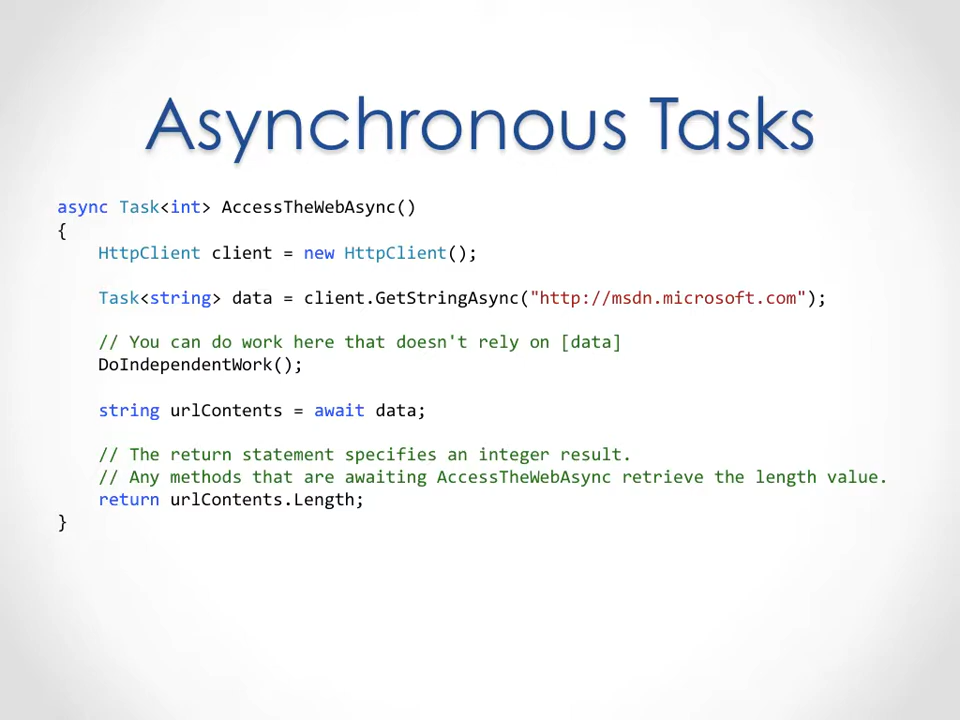 Asynchronous Tasks
async Task<int> AccessTheWebAsync()
{
    HttpClient client = new HttpClient();
    Task<string> data = client.GetStringAsync("http://msdn.microsoft.com");
    // You can do work here that doesn't rely on [data]
    DoIndependentWork();
    string urlContents = await data;
    // The return statement specifies an integer result.
    // Any methods that are awaiting AccessTheWebAsync retrieve the length value.
    return urlContents.Length;
}